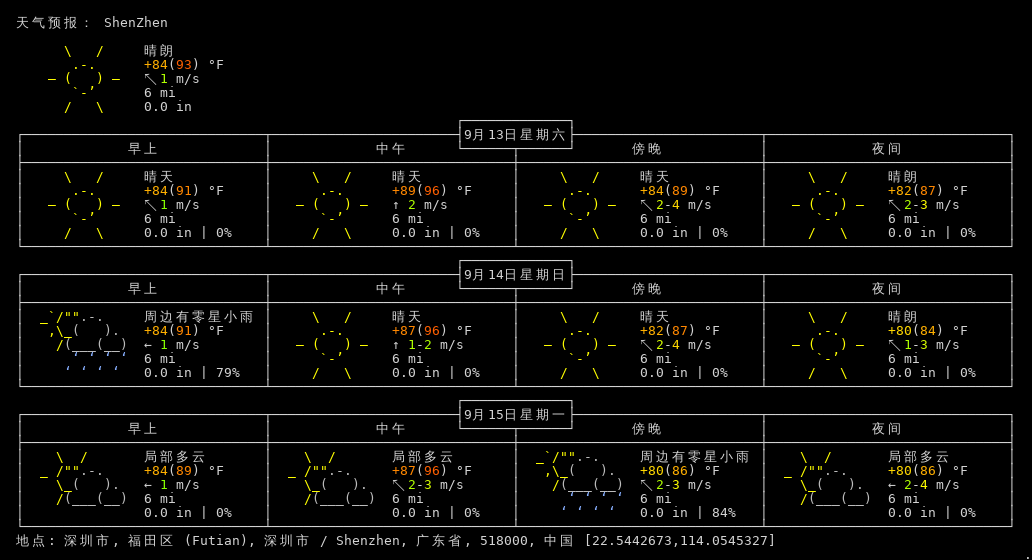 天气预报： ShenZhen
晴朗
+84(93) °F
↖ 1 m/s
6 mi
0.0 in
9月13日星期六
早上 中午 傍晚 夜间
晴天 晴天 晴天 晴朗
+84(91) °F +89(96) °F +84(89) °F +82(87) °F
↖ 1 m/s ↑ 2 m/s ↖ 2-4 m/s ↖ 2-3 m/s
6 mi 6 mi 6 mi 6 mi
0.0 in | 0% 0.0 in | 0% 0.0 in | 0% 0.0 in | 0%
9月14日星期日
早上 中午 傍晚 夜间
周边有零星小雨 晴天 晴天 晴朗
+84(91) °F +87(96) °F +82(87) °F +80(84) °F
← 1 m/s ↑ 1-2 m/s ↖ 2-4 m/s ↖ 1-3 m/s
6 mi 6 mi 6 mi 6 mi
0.0 in | 79% 0.0 in | 0% 0.0 in | 0% 0.0 in | 0%
9月15日星期一
早上 中午 傍晚 夜间
局部多云 局部多云 周边有零星小雨 局部多云
+84(89) °F +87(96) °F +80(86) °F +80(86) °F
← 1 m/s ↖ 2-3 m/s ↖ 2-3 m/s ← 2-4 m/s
6 mi 6 mi 6 mi 6 mi
0.0 in | 0% 0.0 in | 0% 0.0 in | 84% 0.0 in | 0%
地点: 深圳市, 福田区 (Futian), 深圳市 / Shenzhen, 广东省, 518000, 中国 [22.5442673,114.0545327]